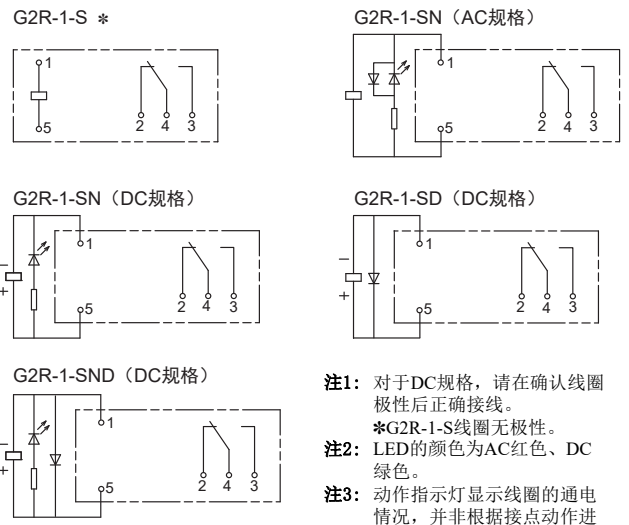 G2R-1-S ✻
1
5
2 4 3
G2R-1-SN（AC规格）
1
5
2 4 3
G2R-1-SN（DC规格）
−
+
1
5
2 4 3
G2R-1-SD（DC规格）
−
+
1
5
2 4 3
G2R-1-SND（DC规格）
−
+
1
5
2 4 3
注1: 对于DC规格，请在确认线圈
极性后正确接线。
✻G2R-1-S线圈无极性。
注2: LED的颜色为AC红色、DC
绿色。
注3: 动作指示灯显示线圈的通电
情况，并非根据接点动作进